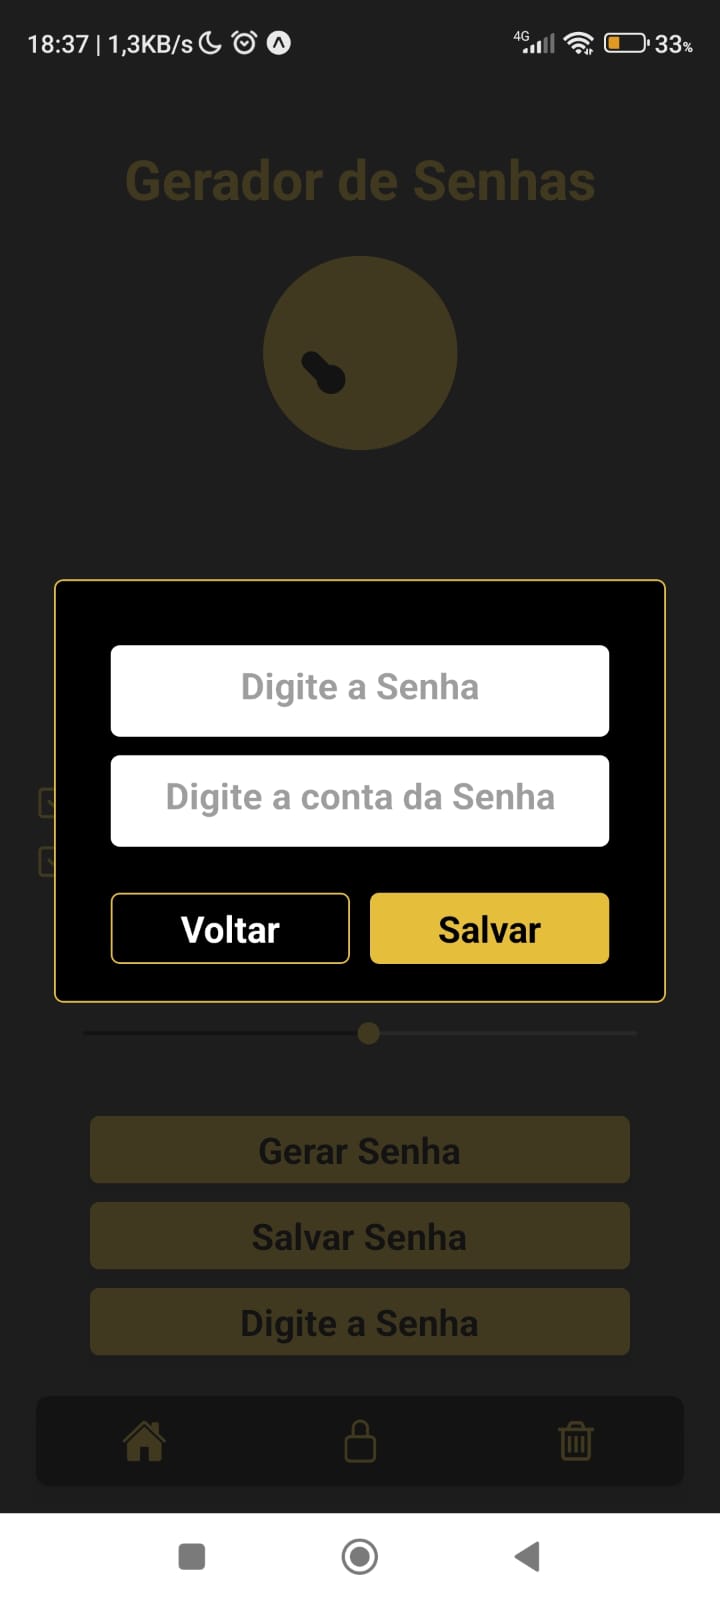 18:37 | 1,3KB/s 4G 33%
Gerador de Senhas
Digite a Senha
Digite a conta da Senha
Voltar Salvar
Gerar Senha
Salvar Senha
Digite a Senha